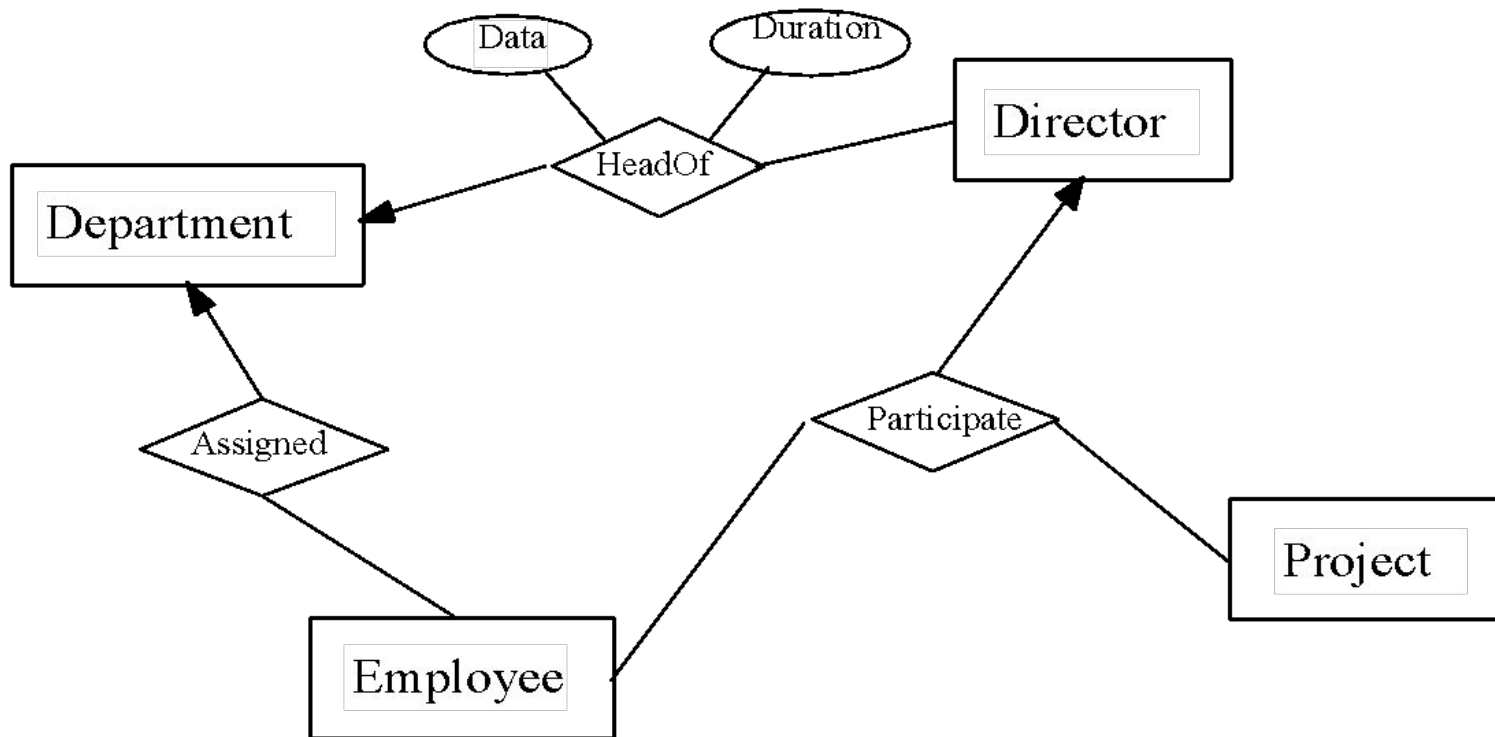 Data
Duration
Director
HeadOf
Department
Participate
Assigned
Project
Employee